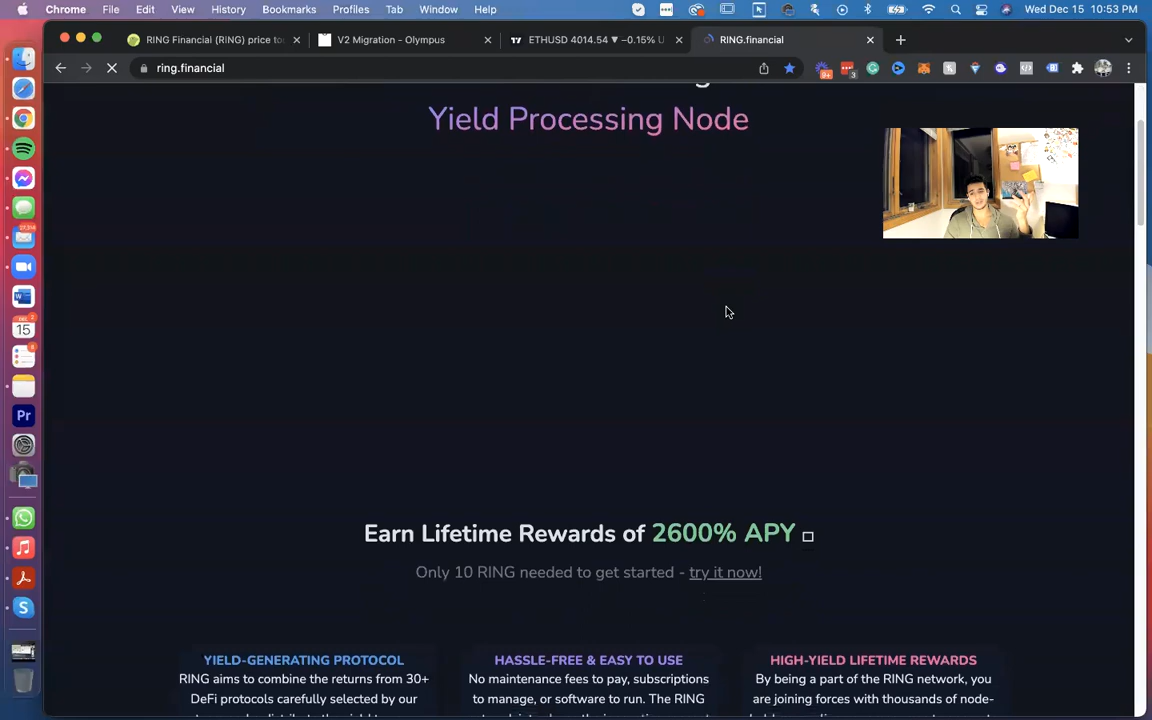 Chrome File Edit View History Bookmarks Profiles Tab Window Help Wed Dec 15 10:53 PM
RING Financial (RING) price to V2 Migration - Olympus ETHUSD 4014.54 ▼ −0.15% U RING.financial
ring.financial
9+ 3
Yield Processing Node
Earn Lifetime Rewards of 2600% APY
Only 10 RING needed to get started - try it now!
YIELD-GENERATING PROTOCOL
RING aims to combine the returns from 30+
DeFi protocols carefully selected by our
HASSLE-FREE & EASY TO USE
No maintenance fees to pay, subscriptions
to manage, or software to run. The RING
HIGH-YIELD LIFETIME REWARDS
By being a part of the RING network, you
are joining forces with thousands of node-
DEC
15
Pr